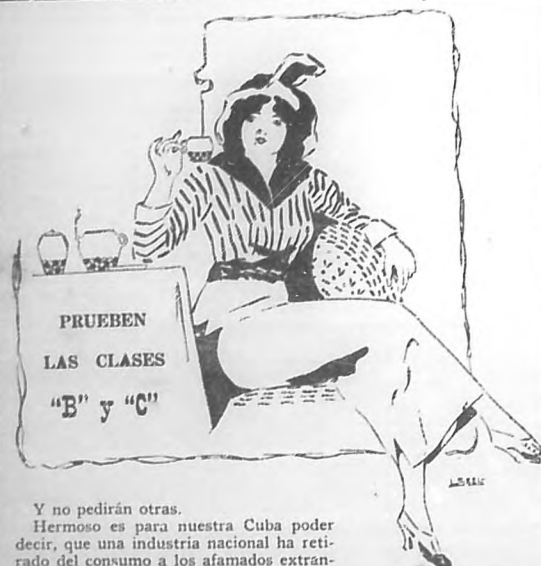 PRUEBEN
LAS CLASES
"B" y "C"
Y no pedirán otras.
Hermoso es para nuestra Cuba poder
decir, que una industria nacional ha reti-
rado del consumo a los afamados extran-